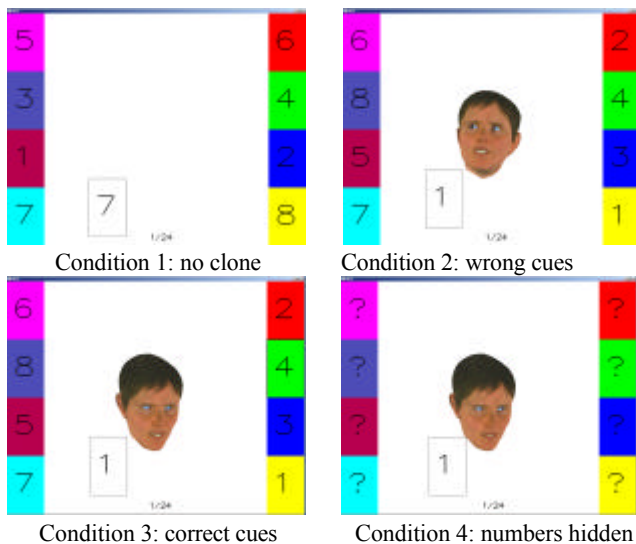 5 6
3 4
1 2
7 7 8
1/24
Condition 1: no clone
6 2
8 4
5 3
7 1 1
1/24
Condition 2: wrong cues
6 2
8 4
5 3
7 1 1
1/24
Condition 3: correct cues
? ?
? ?
? ?
? 1 ?
1/24
Condition 4: numbers hidden